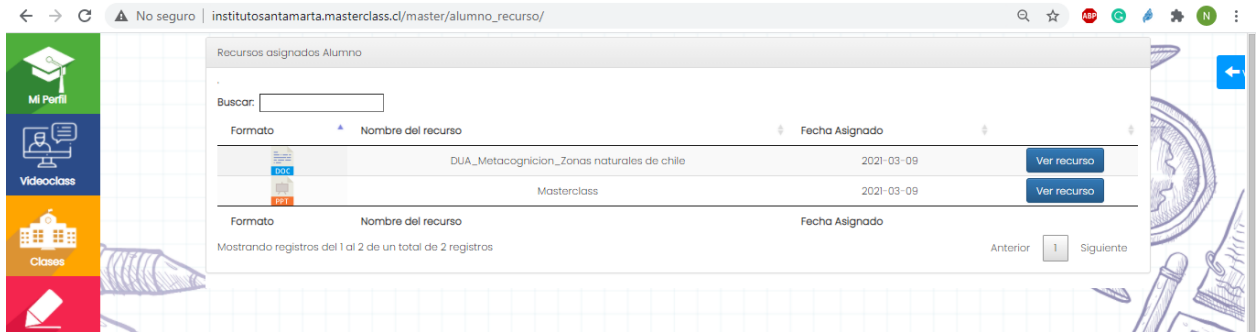 No seguro | institutosantamarta.masterclass.cl/master/alumno_recurso/
ABP G N
Recursos asignados Alumno
.
Mi Perfil
Buscar:
Formato Nombre del recurso Fecha Asignado
DOC DUA_Metacognicion_Zonas naturales de chile 2021-03-09 Ver recurso
Videoclass
PPT Masterclass 2021-03-09 Ver recurso
Formato Nombre del recurso Fecha Asignado
Mostrando registros del 1 al 2 de un total de 2 registros Anterior 1 Siguiente
Clases